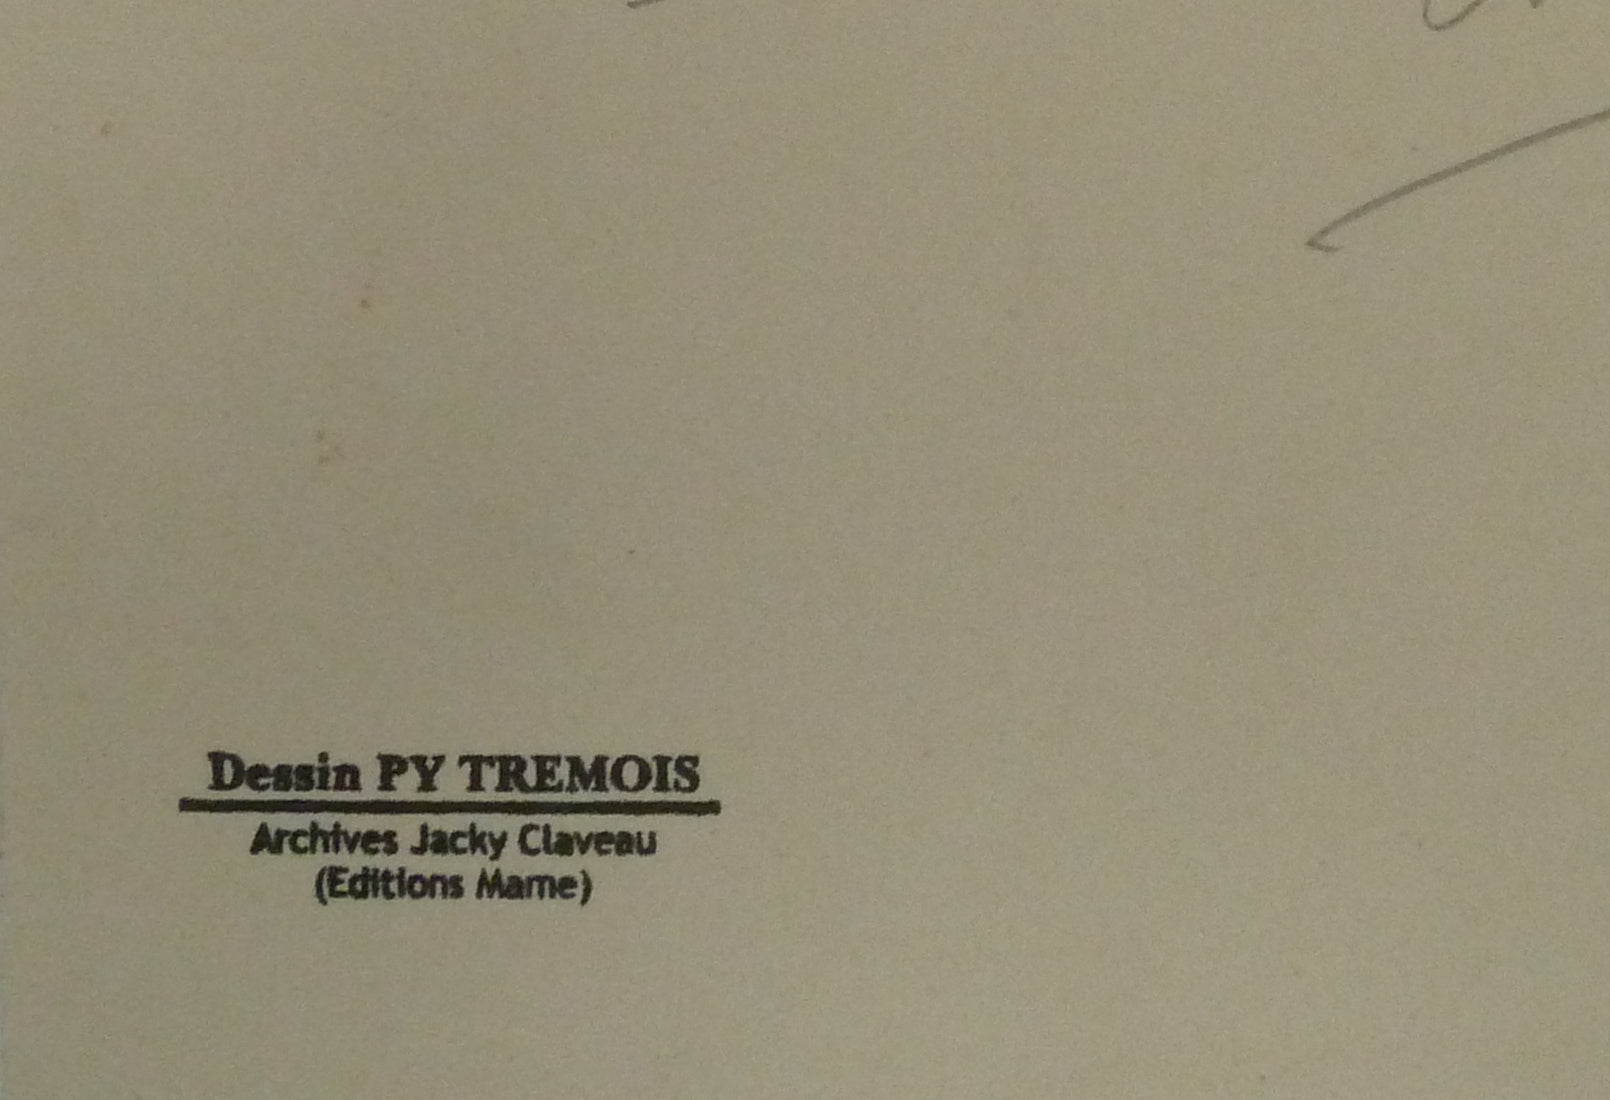 Dessin PY TREMOIS
Archives Jacky Claveau
(Editions Mame)